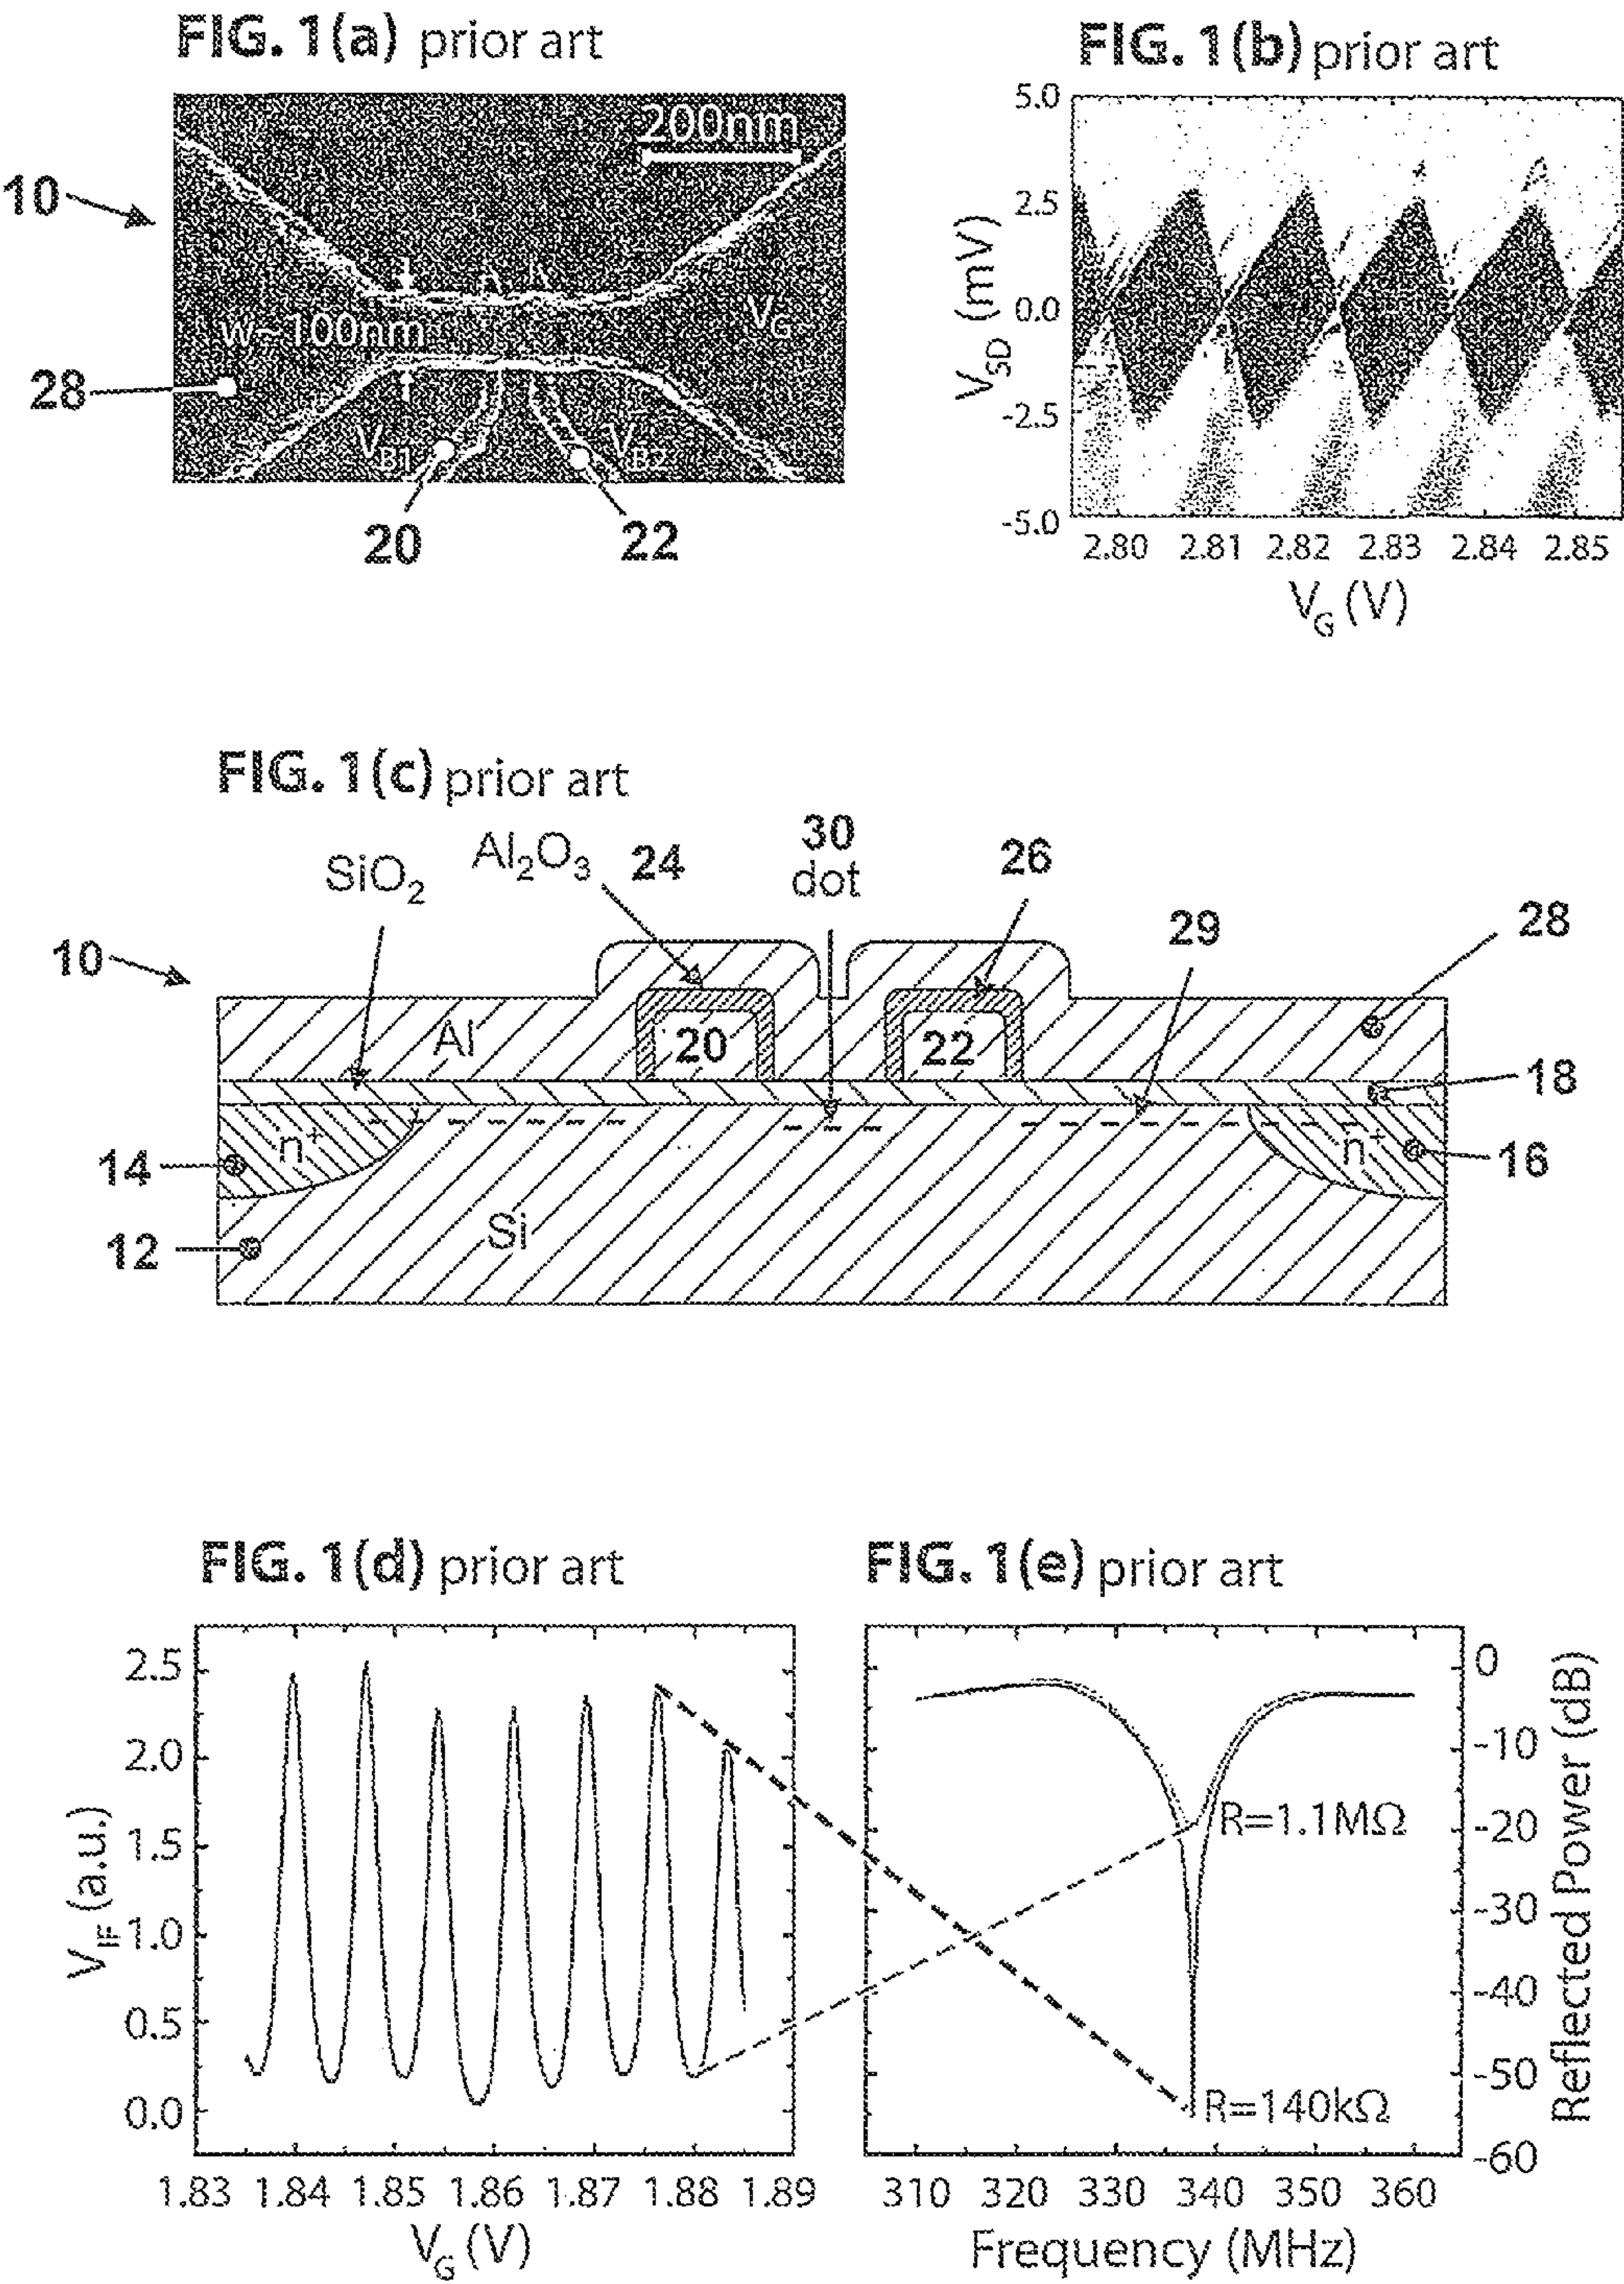 FIG. 1(a) prior art
200nm
10
w~100nm
V_G
28
V_B1
V_B2
20
22
FIG. 1(b) prior art
5.0
2.5
0.0
-2.5
-5.0
V_SD (mV)
2.80 2.81 2.82 2.83 2.84 2.85
V_G (V)
FIG. 1(c) prior art
SiO₂
Al₂O₃ 24
30
dot
26
29
28
10
Al
20
22
18
n⁺
n⁺
14
16
12
Si
FIG. 1(d) prior art
2.5
2.0
1.5
1.0
0.5
0.0
V_IF (a.u.)
1.83 1.84 1.85 1.86 1.87 1.88 1.89
V_G (V)
FIG. 1(e) prior art
R=1.1MΩ
R=140kΩ
0
-10
-20
-30
-40
-50
-60
Reflected Power (dB)
310 320 330 340 350 360
Frequency (MHz)